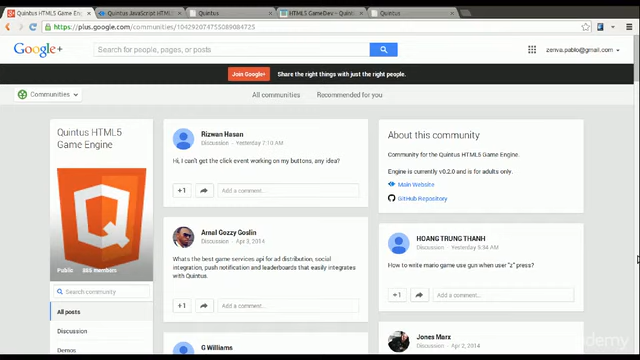 Quintus HTML5 Game Eng
Quintus JavaScript HTML
Quintus
HTML5 GameDev - Quint
Quintus
https://plus.google.com/communities/104292074755089084725
Google+
Search for people, pages, or posts
zenva.pablo@gmail.com
Join Google+
Share the right things with just the right people.
Communities
All communities
Recommended for you
Quintus HTML5
Game Engine
Public
Search community
All posts
Discussion
Demos
Rizwan Hasan
Discussion - Yesterday 7:10 AM
Hi, I can't get the click event working on my buttons, any idea?
+1
Add a comment...
Arnal Gozzy Goslin
Discussion - Apr 3, 2014
Whats the best game services api for ad distribution, social
integration, push notification and leaderboards that easily integrates
with Quintus.
+1
Add a comment...
G Williams
About this community
Community for the Quintus HTML5 Game Engine.
Engine is currently v0.2.0 and is for adults only.
Main Website
GitHub Repository
HOANG TRUNG THANH
Discussion - Yesterday 5:34 AM
How to write mario game use gun when user "z" press?
+1
Add a comment...
Jones Marx
Discussion - Apr 2, 2014